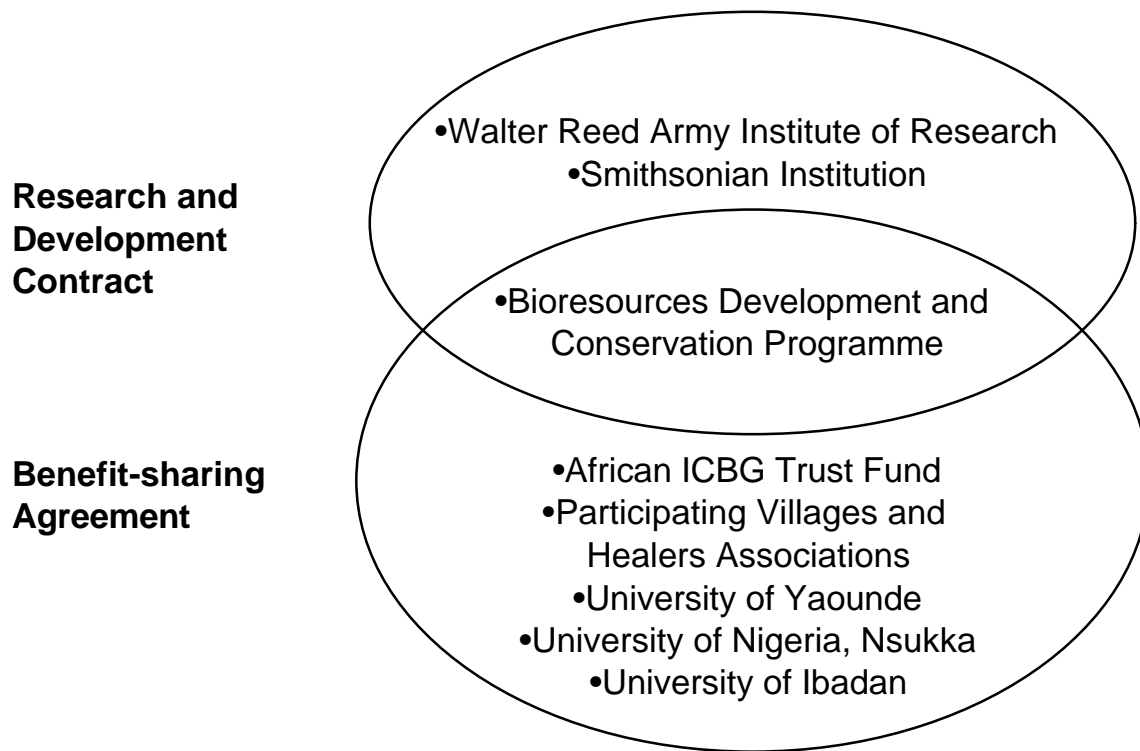 •Walter Reed Army Institute of Research
•Smithsonian Institution
Research and
Development
Contract
•Bioresources Development and
Conservation Programme
Benefit-sharing
Agreement
•African ICBG Trust Fund
•Participating Villages and
Healers Associations
•University of Yaounde
•University of Nigeria, Nsukka
•University of Ibadan